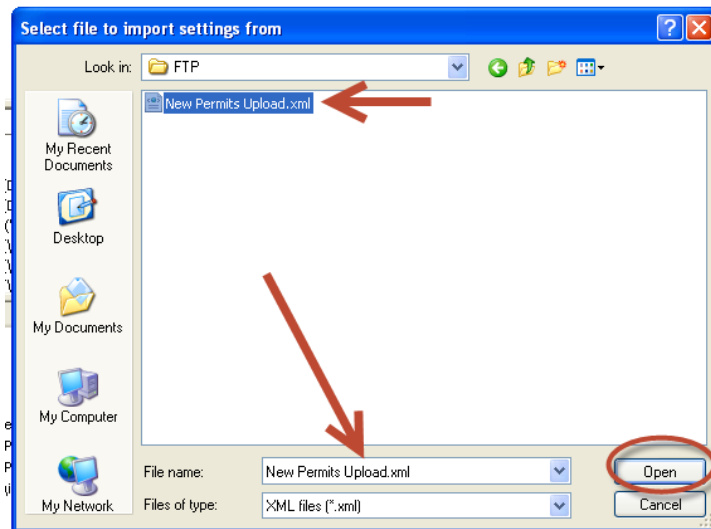 Select file to import settings from
Look in:
FTP
New Permits Upload.xml
My Recent
Documents
Desktop
My Documents
My Computer
My Network
File name:
New Permits Upload.xml
Open
Files of type:
XML files (*.xml)
Cancel